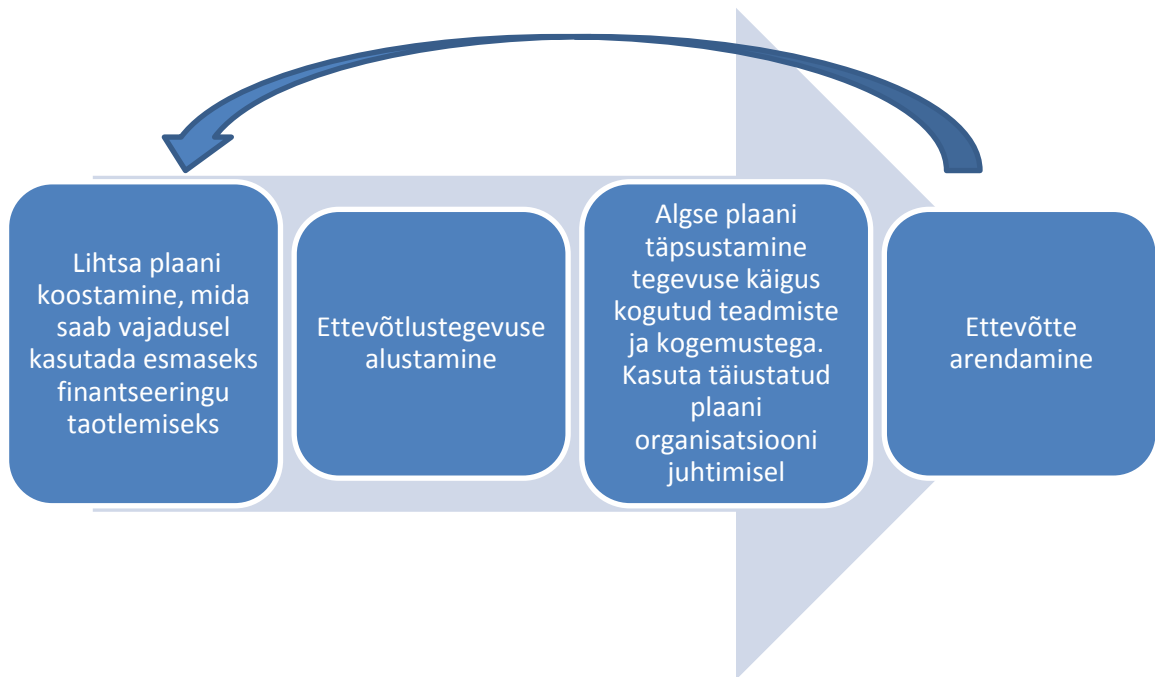 Lihtsa plaani
koostamine, mida
saab vajadusel
kasutada esmaseks
finantseeringu
taotlemiseks
Ettevõtlustegevuse
alustamine
Algse plaani
täpsustamine
tegevuse käigus
kogutud teadmiste
ja kogemustega.
Kasuta täiustatud
plaani
organisatsiooni
juhtimisel
Ettevõtte
arendamine